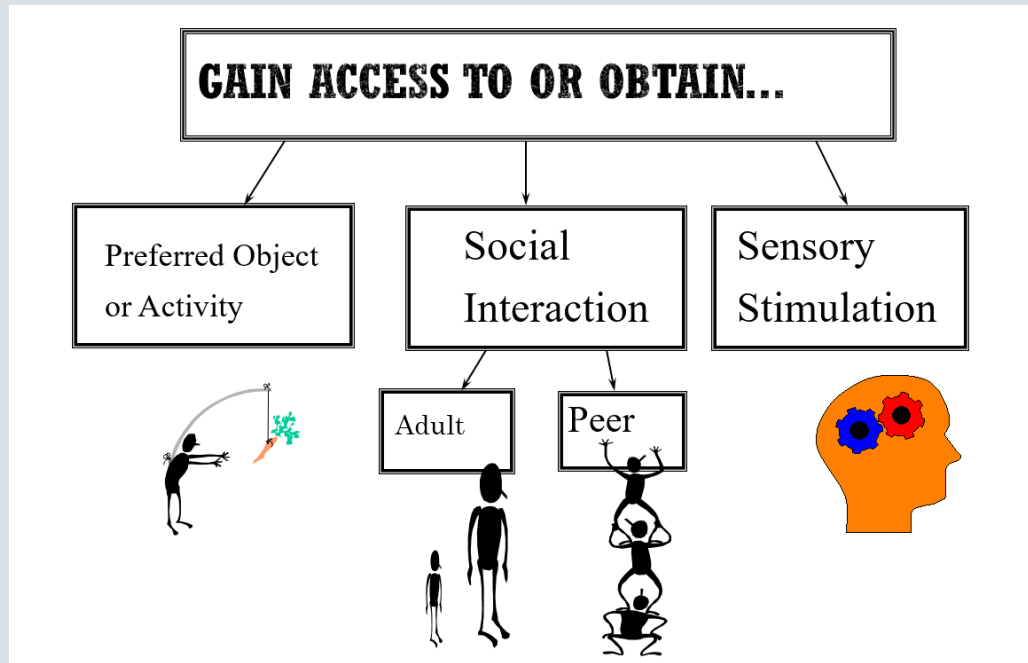 GAIN ACCESS TO OR OBTAIN...
Preferred Object
or Activity
Social
Interaction
Sensory
Stimulation
Adult
Peer